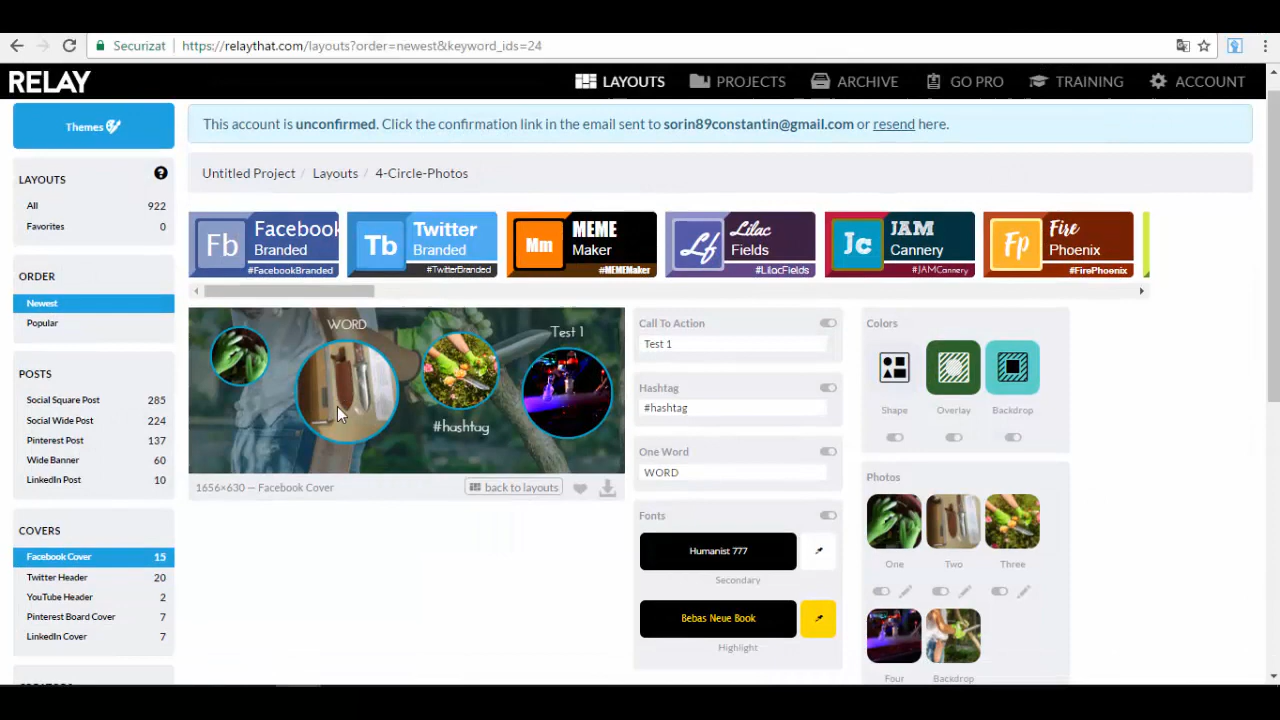 Securizat
https://relaythat.com/layouts?order=newest&keyword_ids=24
RELAY
LAYOUTS
PROJECTS
ARCHIVE
GO PRO
TRAINING
ACCOUNT
Themes
This account is unconfirmed. Click the confirmation link in the email sent to sorin89constantin@gmail.com or resend here.
LAYOUTS
All 922
Favorites 0
Untitled Project / Layouts / 4-Circle-Photos
Fb Facebook Branded
#FacebookBranded
Tb Twitter Branded
#TwitterBranded
Mm MEME Maker
#MEMEMaker
Lf Lilac Fields
#LilacFields
Jc JAM Cannery
#JAMCannery
Fp Fire Phoenix
#FirePhoenix
ORDER
Newest
Popular
POSTS
Social Square Post 285
Social Wide Post 224
Pinterest Post 137
Wide Banner 60
LinkedIn Post 10
COVERS
Facebook Cover 15
Twitter Header 20
YouTube Header 2
Pinterest Board Cover 7
LinkedIn Cover 7
WORD
Test 1
#hashtag
1656×630 — Facebook Cover
back to layouts
Call To Action
Test 1
Hashtag
#hashtag
One Word
WORD
Fonts
Humanist 777
Secondary
Bebas Neue Book
Highlight
Colors
Shape
Overlay
Backdrop
Photos
One
Two
Three
Four
Backdrop